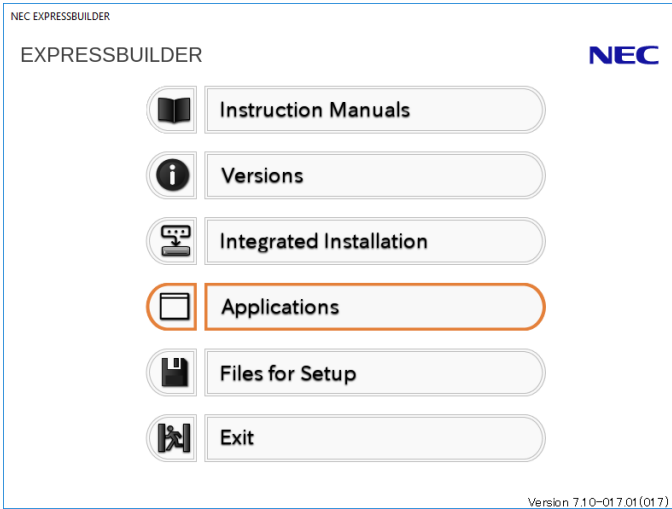 NEC EXPRESSBUILDER
EXPRESSBUILDER
NEC
Instruction Manuals
Versions
Integrated Installation
Applications
Files for Setup
Exit
Version 7.10-017.01(017)